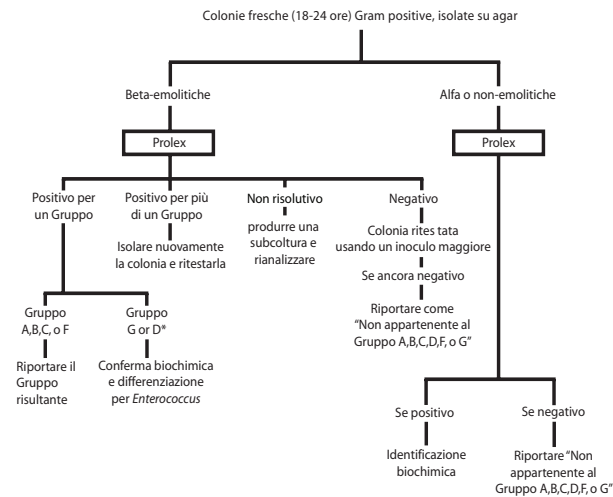 Colonie fresche (18-24 ore) Gram positive, isolate su agar
Beta-emolitiche
Alfa o non-emolitiche
Prolex
Prolex
Positivo per
un Gruppo
Positivo per più
di un Gruppo
Non risolutivo
Negativo
Isolare nuovamente
la colonia e ritestarla
produrre una
subcoltura e
rianalizzare
Colonia rites tata
usando un inoculo maggiore
Se ancora negativo
Riportare come
“Non appartenente al
Gruppo A,B,C,D,F, o G”
Gruppo
A,B,C, o F
Gruppo
G or D*
Riportare il
Gruppo
risultante
Conferma biochimica
e differenziazione
per Enterococcus
Se positivo
Se negativo
Identificazione
biochimica
Riportare “Non
appartenente al
Gruppo A,B,C,D,F, o G”